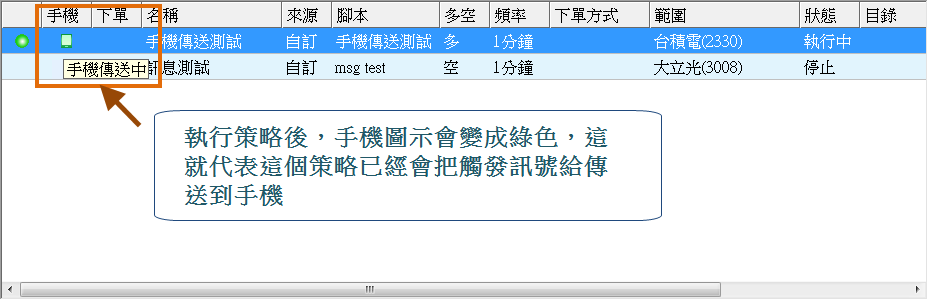 手機 下單 名稱 來源 腳本 多空 頻率 下單方式 範圍 狀態 目錄
手機傳送測試 自訂 手機傳送測試 多 1分鐘 台積電(2330) 執行中
手機傳送中 訊息測試 自訂 msg test 空 1分鐘 大立光(3008) 停止
執行策略後，手機圖示會變成綠色，這
就代表這個策略已經會把觸發訊號給傳
送到手機